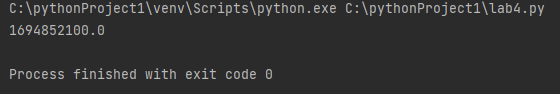 C:\pythonProject1\venv\Scripts\python.exe C:\pythonProject1\lab4.py
1694852100.0
Process finished with exit code 0